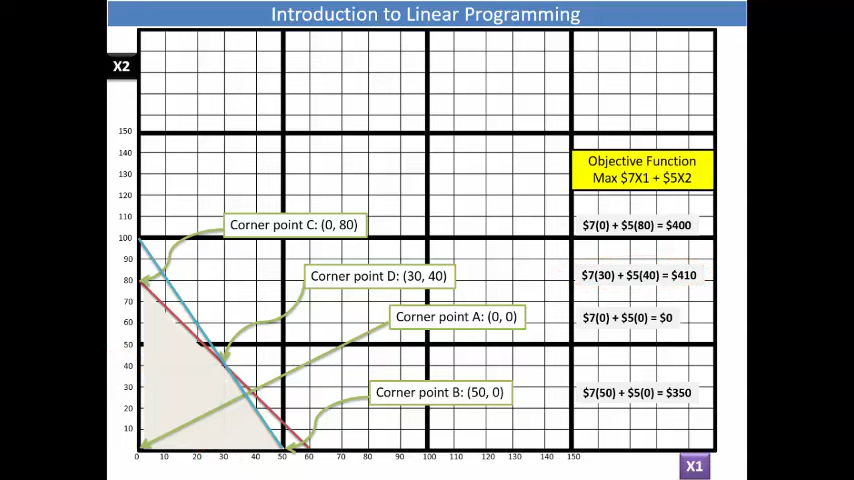 Introduction to Linear Programming
X2
150
140
130
120
110
100
90
80
70
60
50
40
30
20
10
Objective Function
Max $7X1 + $5X2
Corner point C: (0, 80)
$7(0) + $5(80) = $400
Corner point D: (30, 40)
$7(30) + $5(40) = $410
Corner point A: (0, 0)
$7(0) + $5(0) = $0
Corner point B: (50, 0)
$7(50) + $5(0) = $350
0 10 20 30 40 50 60 70 80 90 100 110 120 130 140 150
X1